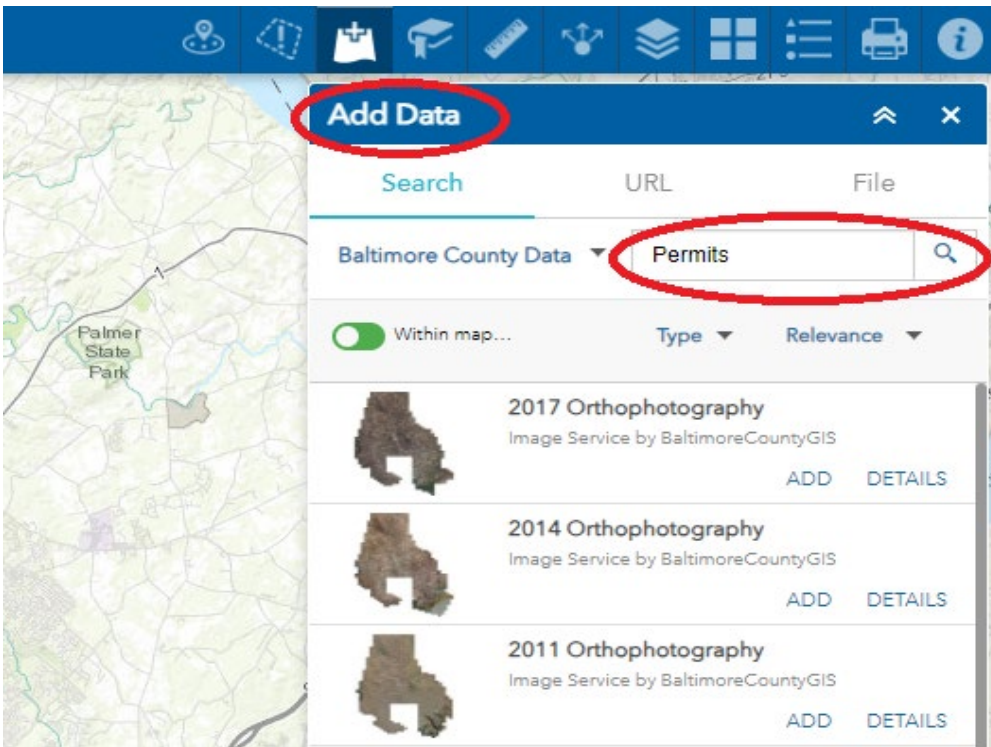 Add Data
Search URL File
Baltimore County Data Permits
Within map... Type Relevance
2017 Orthophotography
Image Service by BaltimoreCountyGIS
ADD DETAILS
2014 Orthophotography
Image Service by BaltimoreCountyGIS
ADD DETAILS
2011 Orthophotography
Image Service by BaltimoreCountyGIS
ADD DETAILS
1
Palmer
State
Park